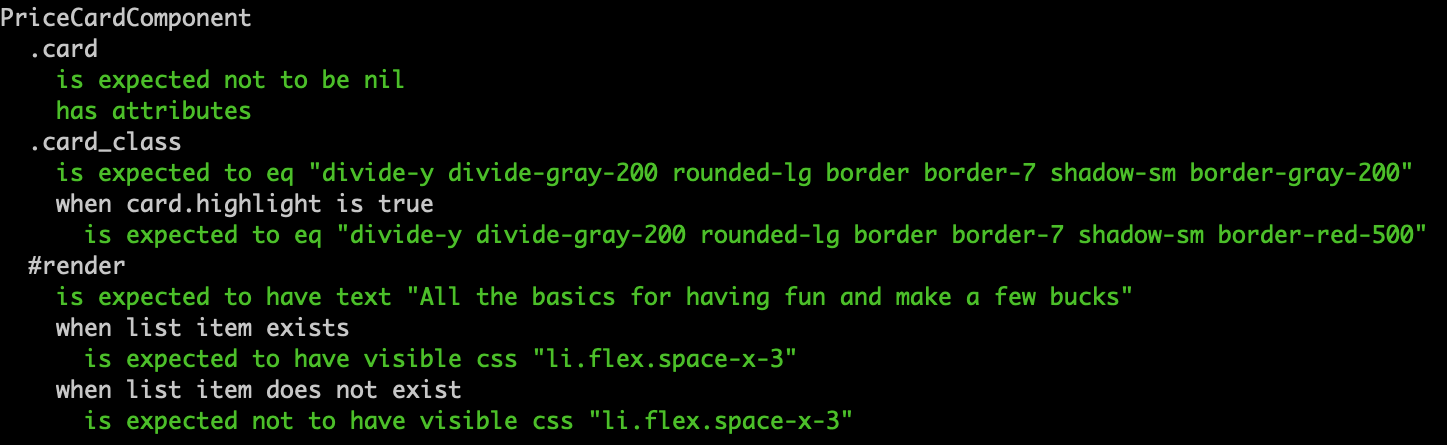 PriceCardComponent
.card
is expected not to be nil
has attributes
.card_class
is expected to eq "divide-y divide-gray-200 rounded-lg border border-7 shadow-sm border-gray-200"
when card.highlight is true
is expected to eq "divide-y divide-gray-200 rounded-lg border border-7 shadow-sm border-red-500"
#render
is expected to have text "All the basics for having fun and make a few bucks"
when list item exists
is expected to have visible css "li.flex.space-x-3"
when list item does not exist
is expected not to have visible css "li.flex.space-x-3"